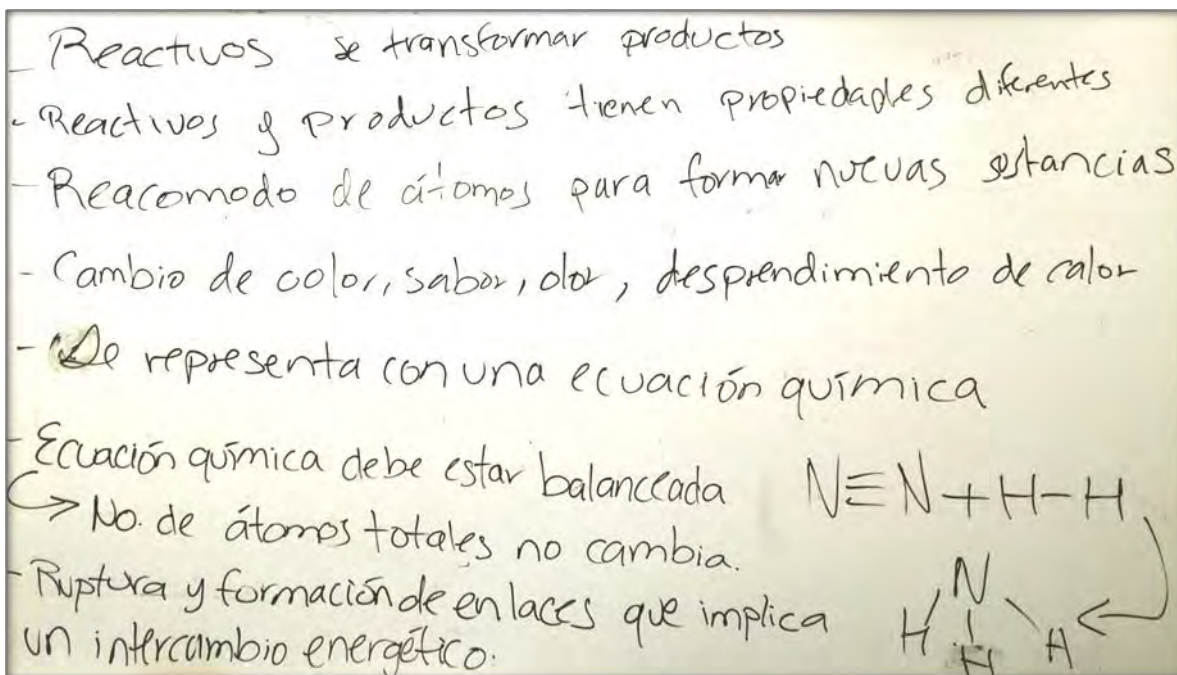 - Reactivos se transformar productos
- Reactivos y productos tienen propiedades diferentes
- Reacomodo de átomos para formar nuevas sustancias
- Cambio de color, sabor, olor, desprendimiento de calor
- Se representa con una ecuación química
- Ecuación química debe estar balanceada
→ No. de átomos totales no cambia.
- Ruptura y formación de enlaces que implica
un intercambio energético.
N≡N + H-H
N
H H H